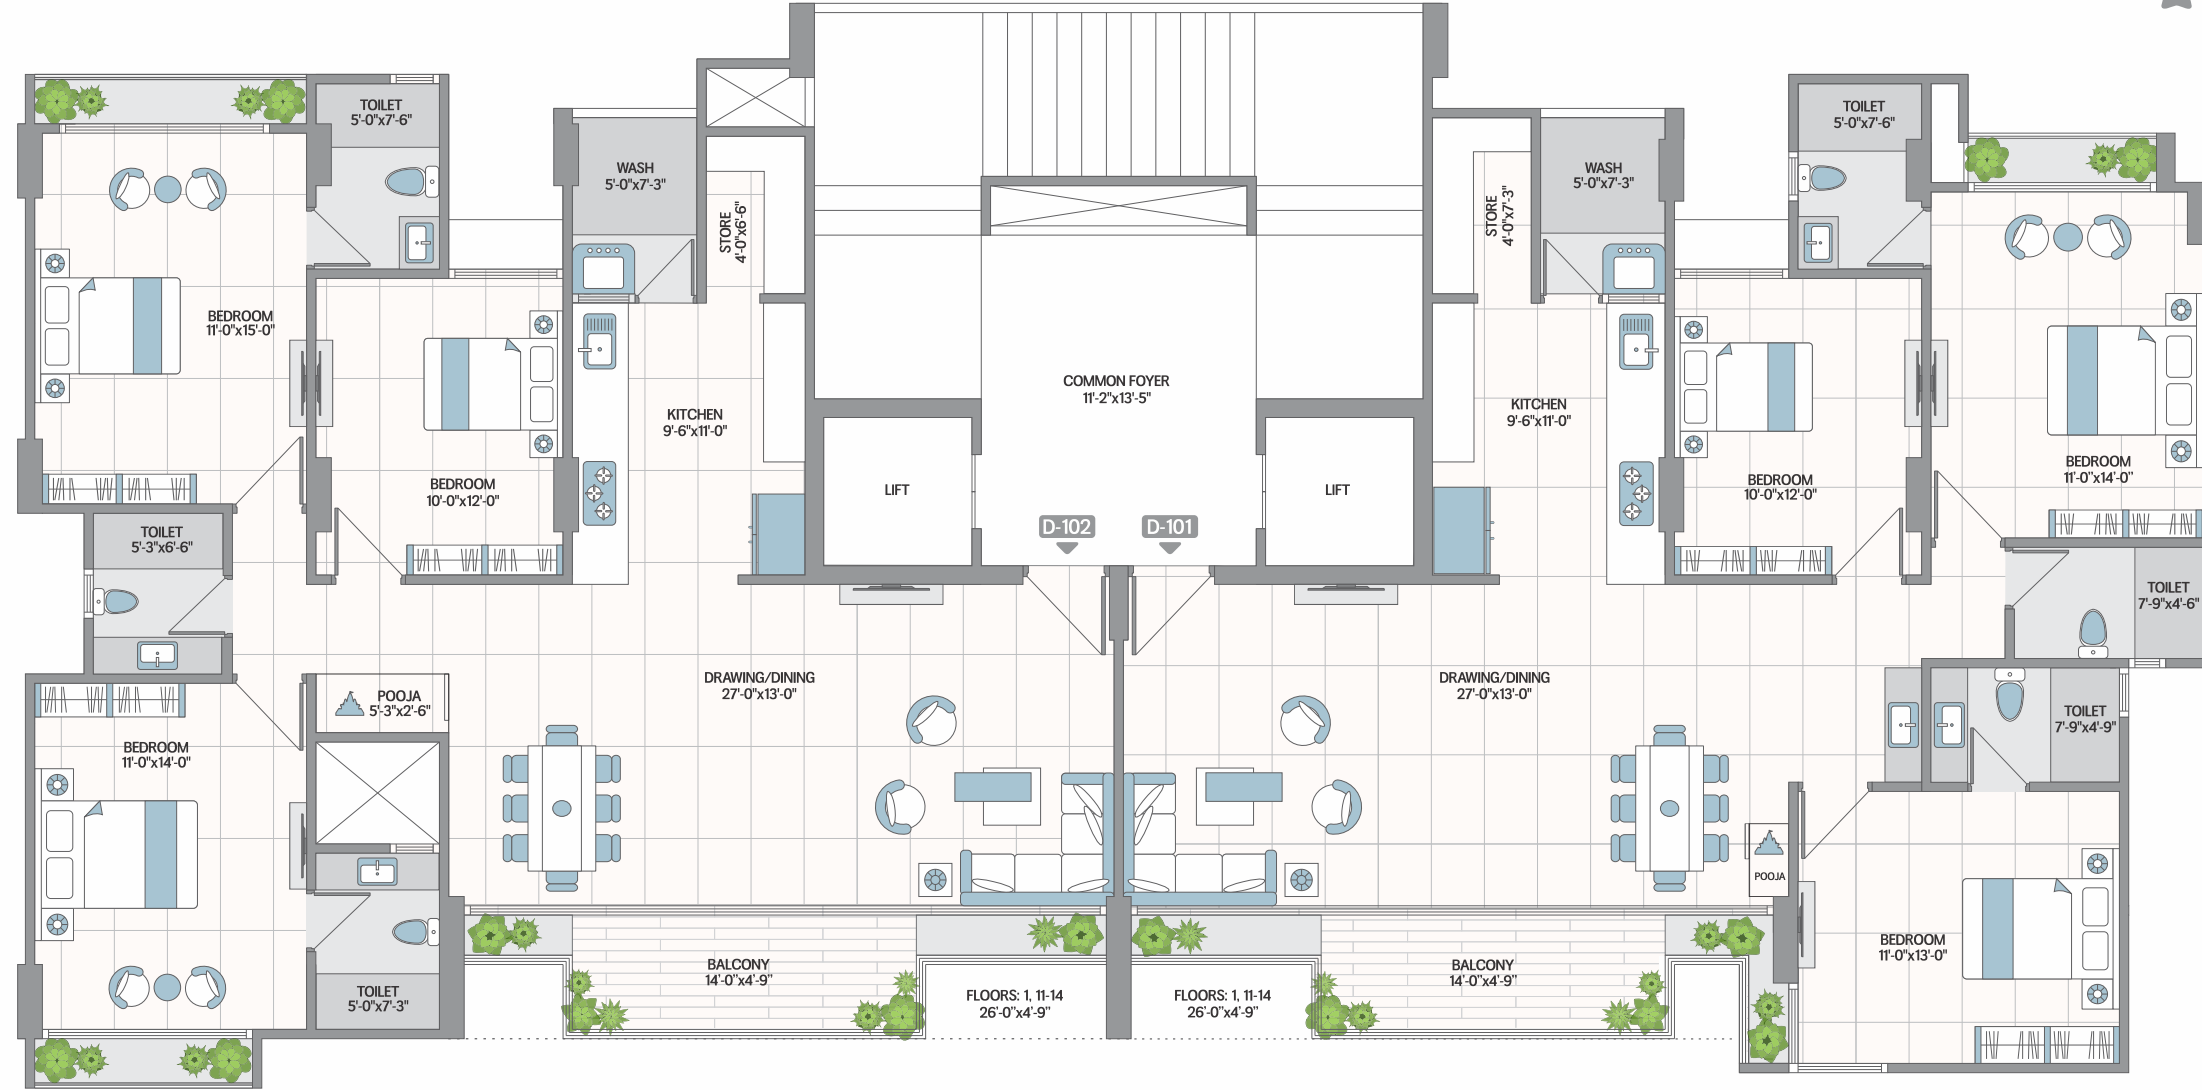 TOILET
5'-0"x7'-6"
WASH
5'-0"x7'-3"
STORE
4'-0"x6'-6"
BEDROOM
11'-0"x15'-0"
BEDROOM
10'-0"x12'-0"
KITCHEN
9'-6"x11'-0"
TOILET
5'-3"x6'-6"
POOJA
5'-3"x2'-6"
BEDROOM
11'-0"x14'-0"
TOILET
5'-0"x7'-3"
DRAWING/DINING
27'-0"x13'-0"
BALCONY
14'-0"x4'-9"
FLOORS: 1, 11-14
26'-0"x4'-9"
COMMON FOYER
11'-2"x13'-5"
LIFT
LIFT
D-102
D-101
STORE
4'-0"x7'-3"
WASH
5'-0"x7'-3"
TOILET
5'-0"x7'-6"
KITCHEN
9'-6"x11'-0"
BEDROOM
10'-0"x12'-0"
BEDROOM
11'-0"x14'-0"
TOILET
7'-9"x4'-6"
TOILET
7'-9"x4'-9"
DRAWING/DINING
27'-0"x13'-0"
POOJA
BEDROOM
11'-0"x13'-0"
BALCONY
14'-0"x4'-9"
FLOORS: 1, 11-14
26'-0"x4'-9"